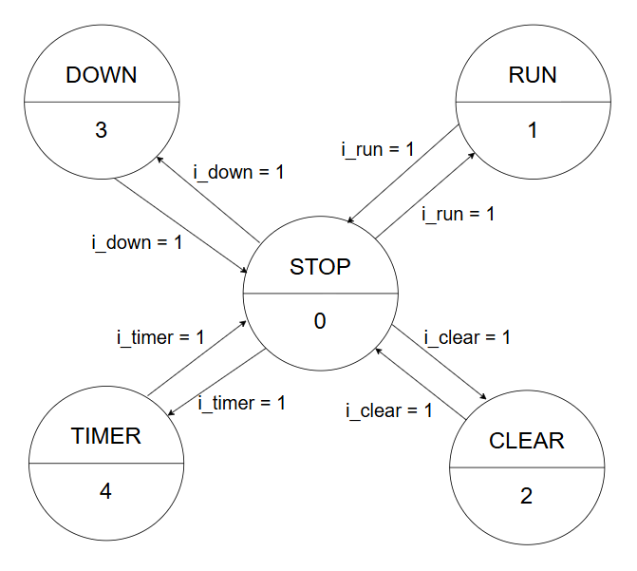 DOWN
3
RUN
1
i_run = 1
i_down = 1
i_run = 1
i_down = 1
STOP
0
i_timer = 1
i_clear = 1
i_timer = 1
i_clear = 1
TIMER
4
CLEAR
2